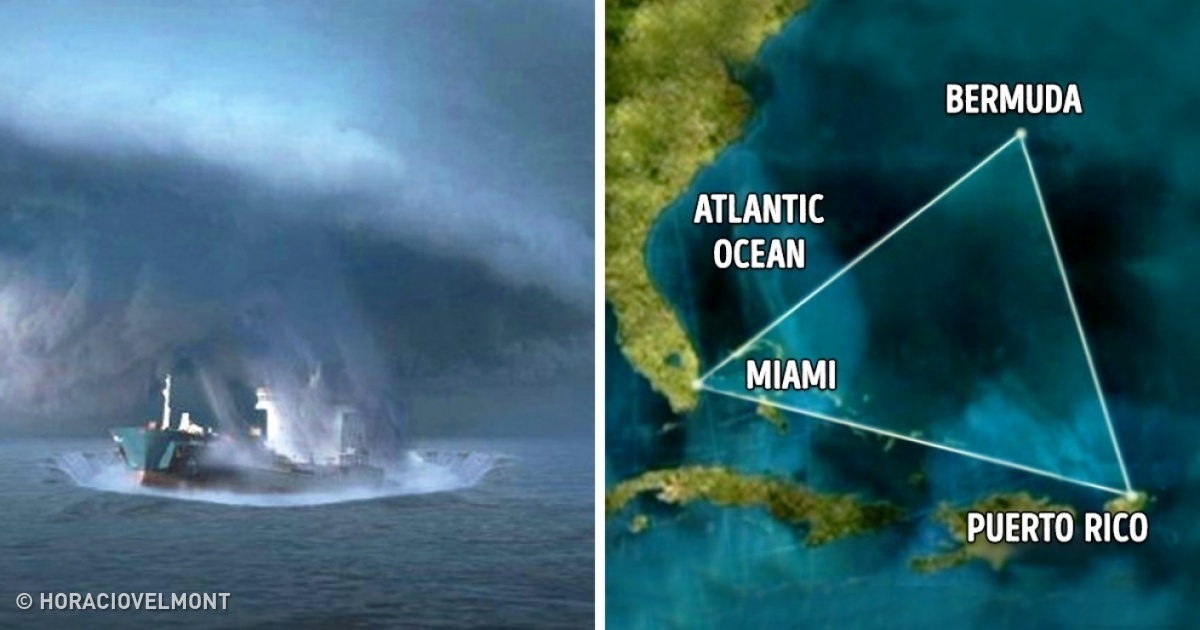 © HORACIOVELMONT
BERMUDA
ATLANTIC
OCEAN
MIAMI
PUERTO RICO